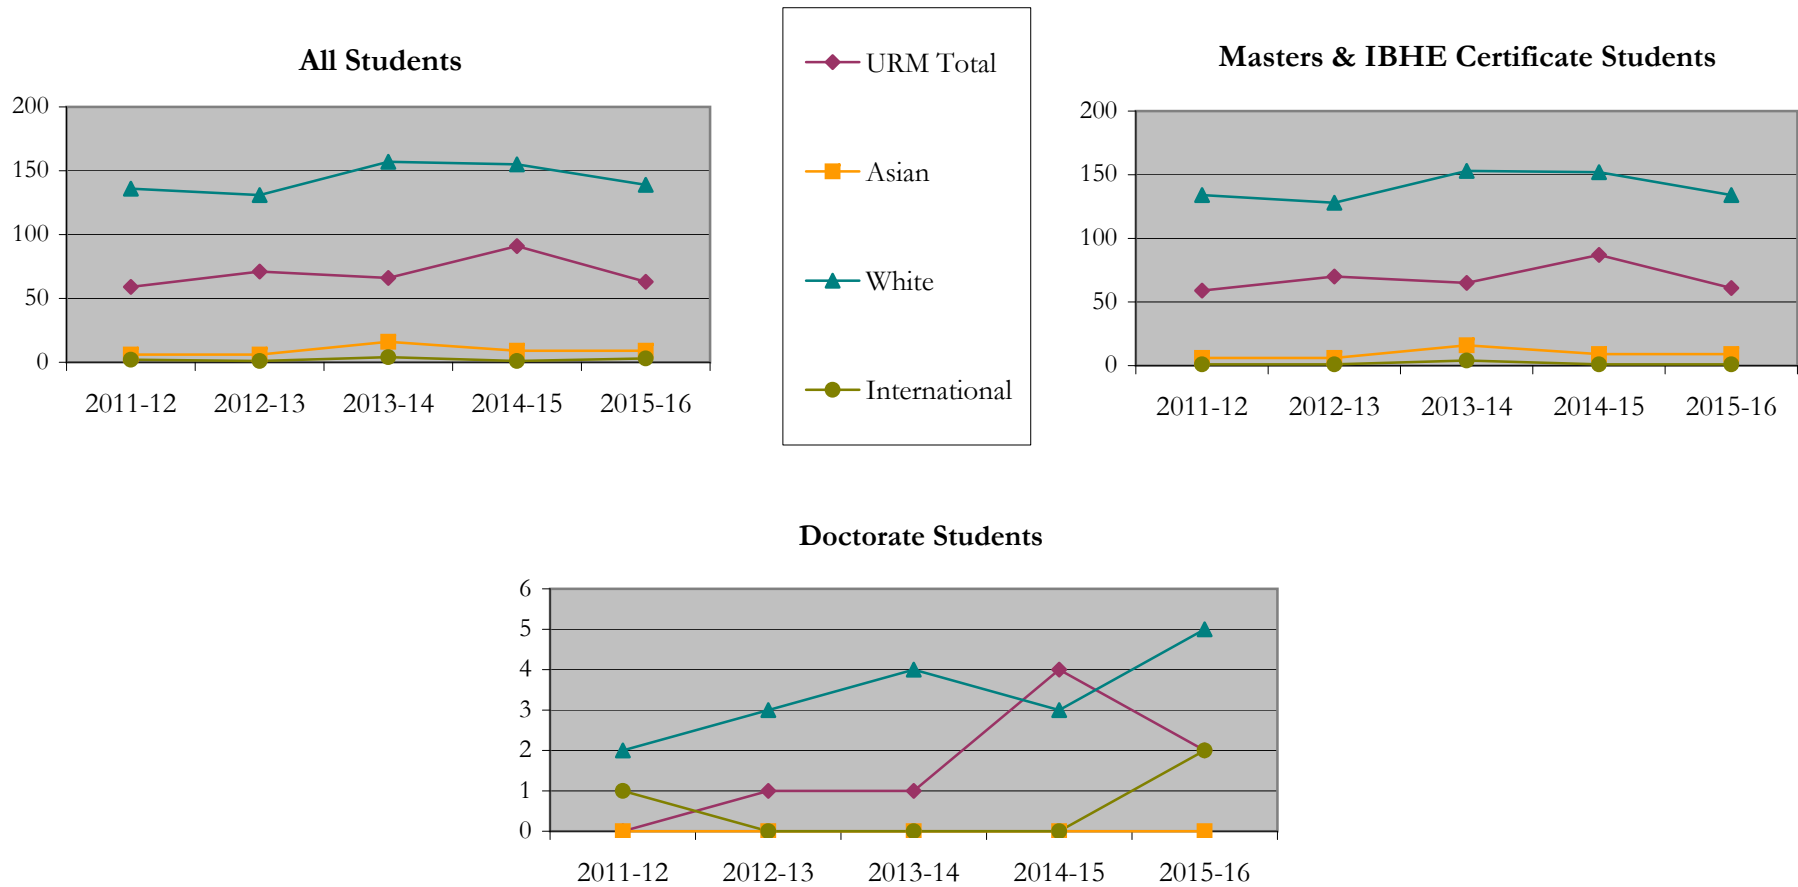 All Students
200
150
100
50
0
2011-12 2012-13 2013-14 2014-15 2015-16
URM Total
Asian
White
International
Masters & IBHE Certificate Students
200
150
100
50
0
2011-12 2012-13 2013-14 2014-15 2015-16
Doctorate Students
6
5
4
3
2
1
0
2011-12 2012-13 2013-14 2014-15 2015-16